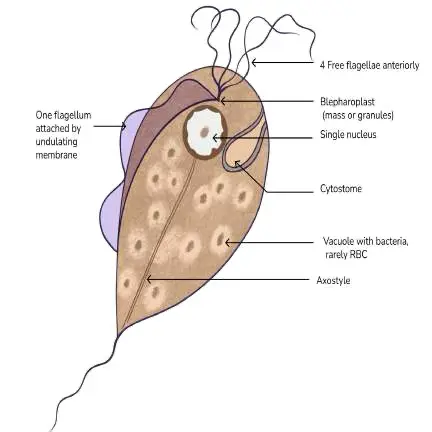 4 Free flagellae anteriorly
Blepharoplast
(mass or granules)
One flagellum
attached by
undulating
membrane
Single nucleus
Cytostome
Vacuole with bacteria,
rarely RBC
Axostyle